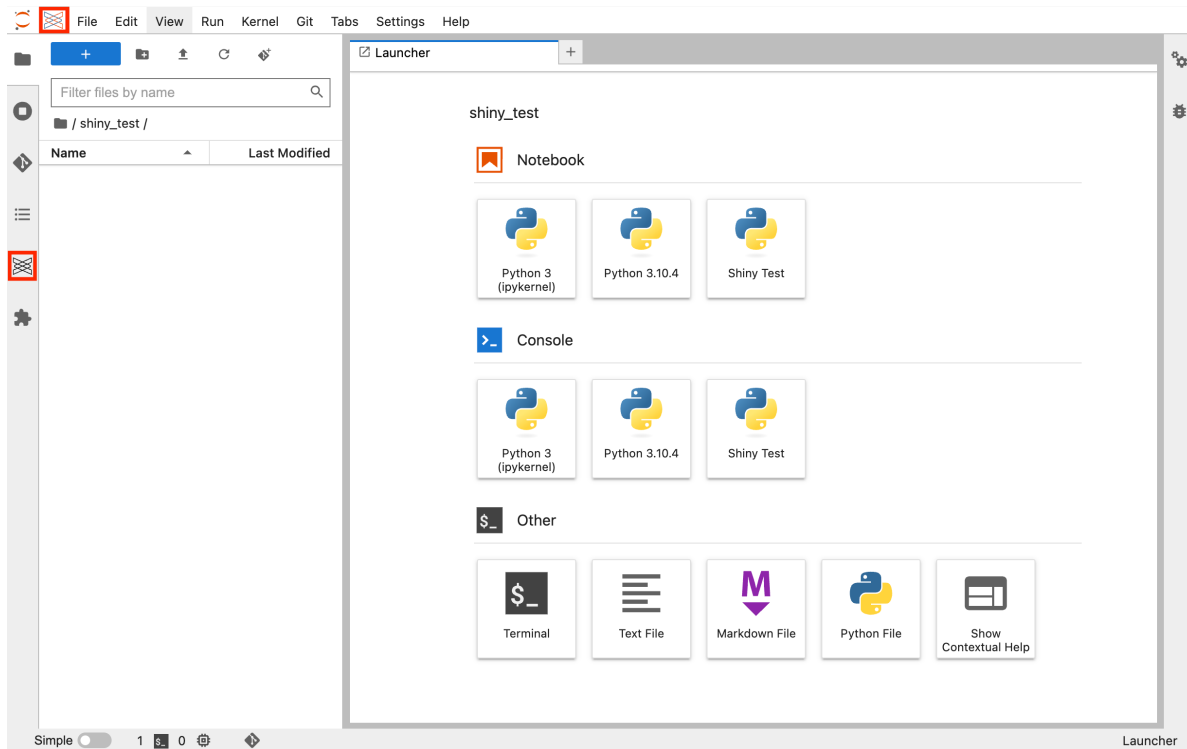 File Edit View Run Kernel Git Tabs Settings Help
+
Filter files by name
/ shiny_test /
Name Last Modified
Launcher +
shiny_test
Notebook
Python 3 (ipykernel)
Python 3.10.4
Shiny Test
Console
Python 3 (ipykernel)
Python 3.10.4
Shiny Test
$_ Other
$_
Terminal
Text File
M
Markdown File
Python File
Show Contextual Help
Simple 1 $_ 0 Launcher